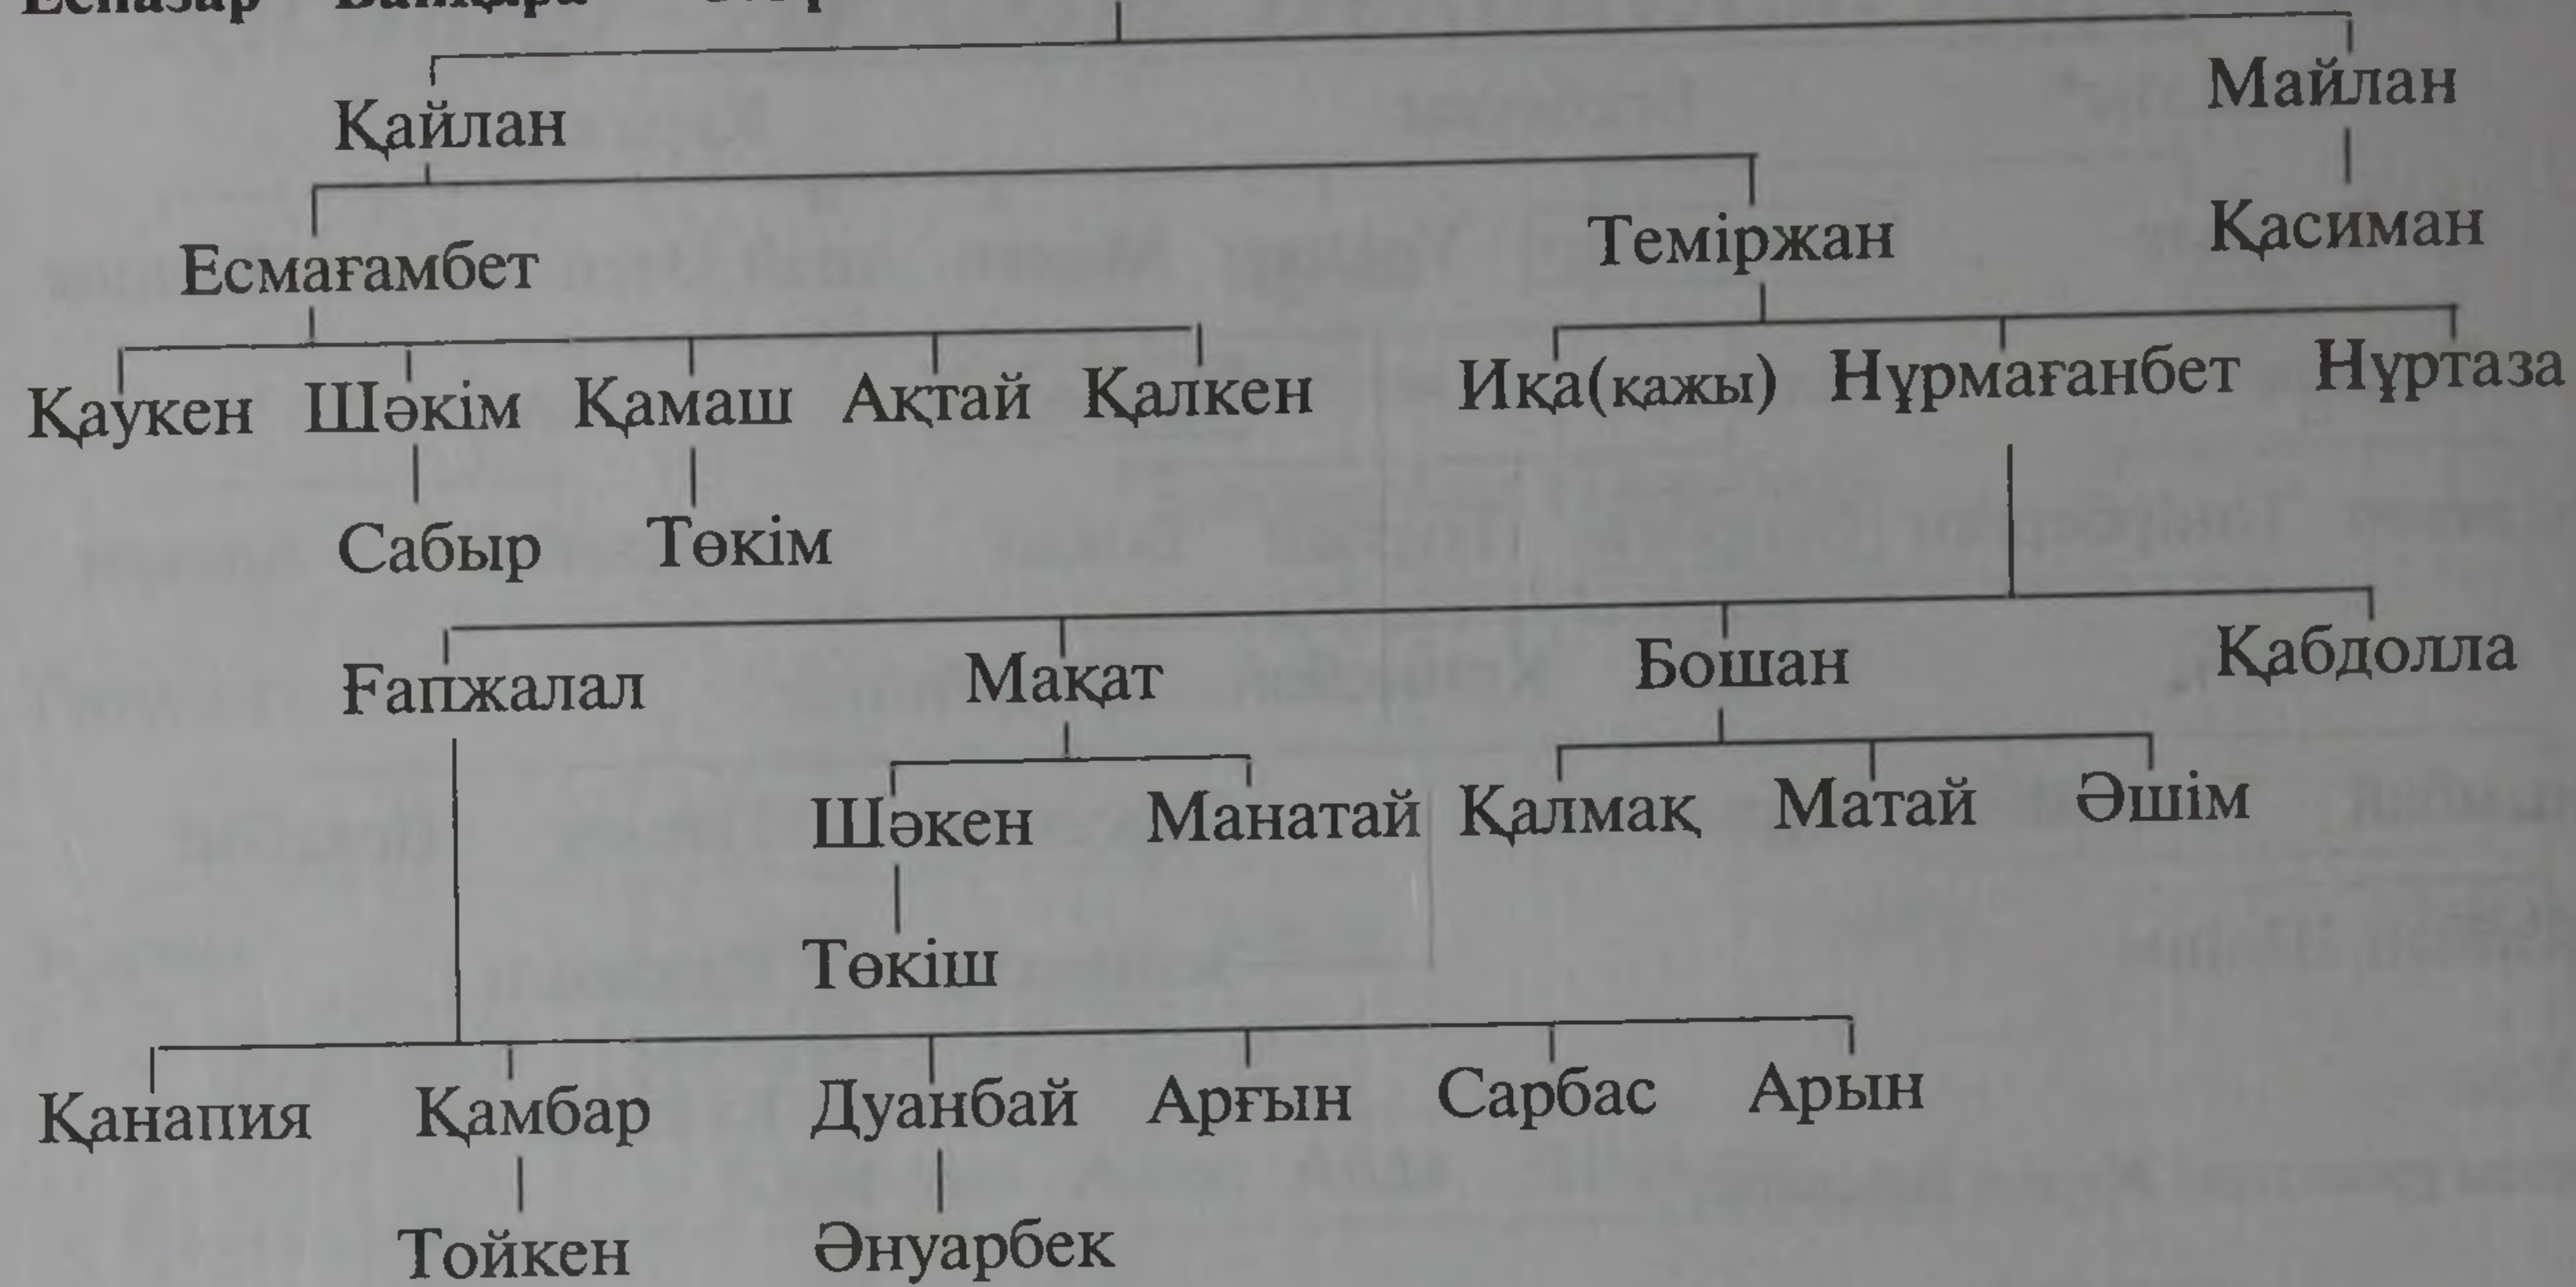 Қайлан Майлан
Есмағамбет Теміржан Қасиман
Қаукен Шәкім Қамаш Ақтай Қалкен Иқа(қажы) Нұрмағанбет Нұртаза
Сабыр Төкім
Ғапжалал Мақат Бошан Қабдолла
Шәкен Манатай Қалмақ Матай Әшім
Төкіш
Қанапия Қамбар Дуанбай Арғын Сарбас Арын
Тойкен Әнуарбек